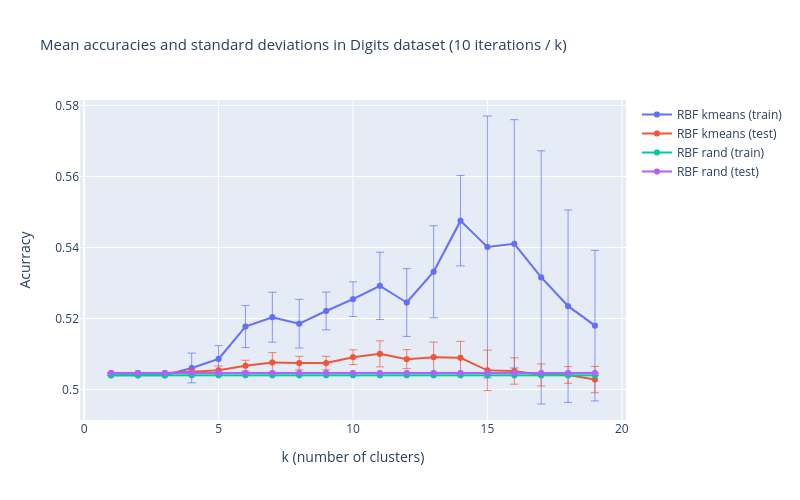 Mean accuracies and standard deviations in Digits dataset (10 iterations / k)
0.58
0.56
0.54
0.52
0.5
Acurracy
0
5
10
15
20
k (number of clusters)
RBF kmeans (train)
RBF kmeans (test)
RBF rand (train)
RBF rand (test)